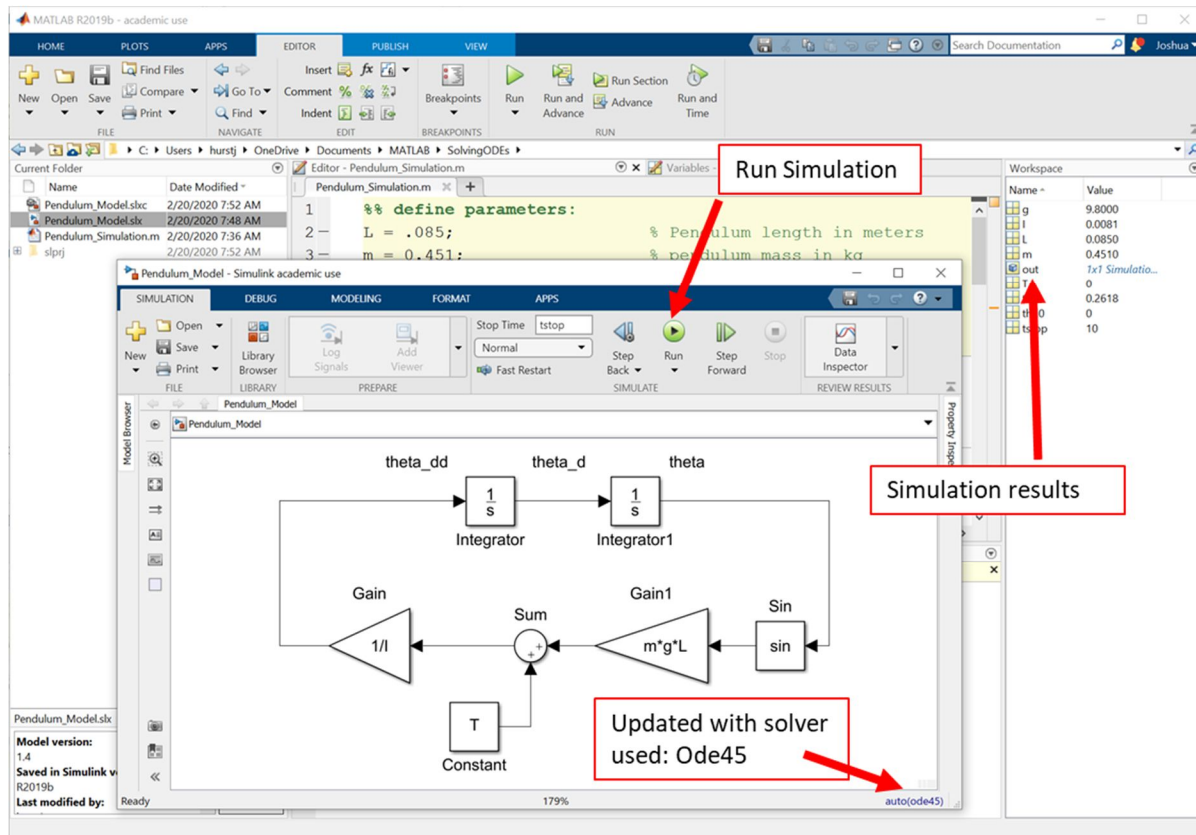 MATLAB R2019b - academic use
HOME PLOTS APPS EDITOR PUBLISH VIEW
Search Documentation
Joshua
New Open Save
Find Files
Compare
Print
FILE
Go To
Find
NAVIGATE
Insert fx
Comment
Indent
EDIT
Breakpoints
BREAKPOINTS
Run
Run and Advance
Run Section
Advance
Run and Time
RUN
C: Users hurstj OneDrive Documents MATLAB SolvingODEs
Current Folder
Name Date Modified
Pendulum_Model.slxc 2/20/2020 7:52 AM
Pendulum_Model.slx 2/20/2020 7:48 AM
Pendulum_Simulation.m 2/20/2020 7:36 AM
slprj 2/20/2020 7:52 AM
Editor - Pendulum_Simulation.m
Variables -
Pendulum_Simulation.m
1 %% define parameters:
2 L = .085; % Pendulum length in meters
3 m = 0.451; % pendulum mass in kg
Run Simulation
Workspace
Name Value
g 9.8000
I 0.0081
L 0.0850
m 0.4510
out 1x1 Simulatio...
T 0
0.2618
0
10
Simulation results
Pendulum_Model - Simulink academic use
SIMULATION DEBUG MODELING FORMAT APPS
New
Open
Save
Print
FILE
Library Browser
LIBRARY
Log Signals
Add Viewer
PREPARE
Stop Time tstop
Normal
Fast Restart
Step Back
Run
Step Forward
Stop
SIMULATE
Data Inspector
REVIEW RESULTS
Model Browser
Pendulum_Model
Pendulum_Model
Property Inspe
theta_dd theta_d theta
1
s
1
s
Integrator Integrator1
Gain
1/I
Sum
+
+
Gain1
m*g*L
Sin
sin
T
Constant
Updated with solver
used: Ode45
Ready 179% auto(ode45)
Pendulum_Model.slx
Model version:
1.4
Saved in Simulink v
R2019b
Last modified by: